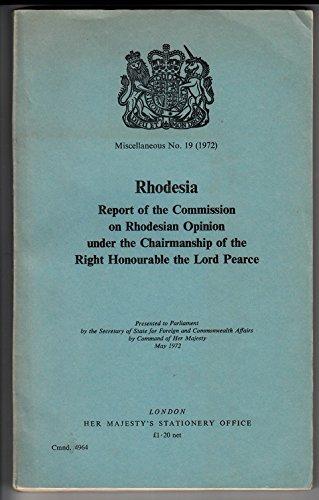 Miscellaneous No. 19 (1972)
Rhodesia
Report of the Commission
on Rhodesian Opinion
under the Chairmanship of the
Right Honourable the Lord Pearce
Presented to Parliament
by the Secretary of State for Foreign and Commonwealth Affairs
by Command of Her Majesty
May 1972
LONDON
HER MAJESTY'S STATIONERY OFFICE
£1·20 net
Cmnd. 4964